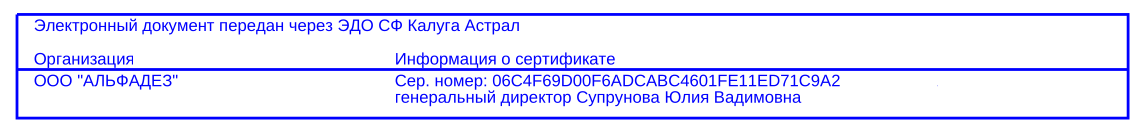 Электронный документ передан через ЭДО СФ Калуга Астрал
Организация Информация о сертификате
ООО "АЛЬФАДЕЗ" Сер. номер: 06C4F69D00F6ADCABC4601FE11ED71C9A2
генеральный директор Супрунова Юлия Вадимовна